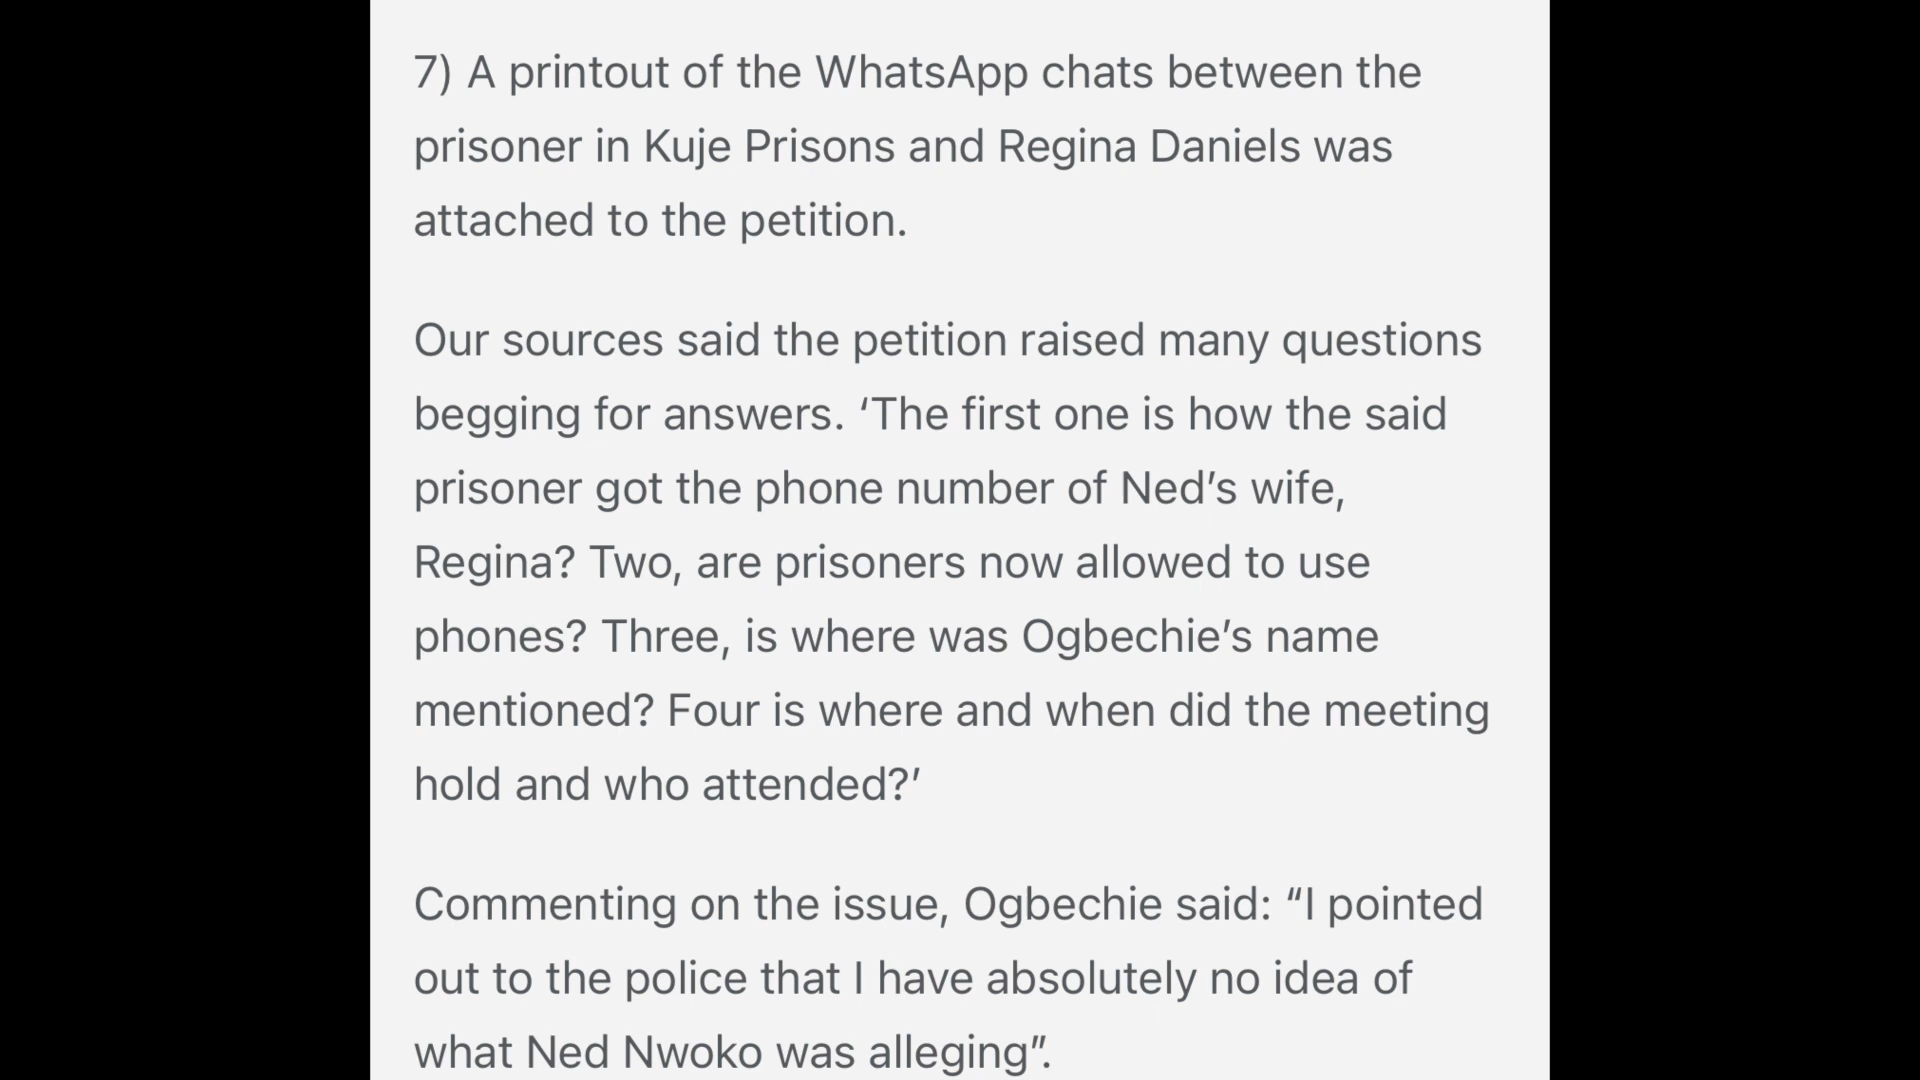 7) A printout of the WhatsApp chats between the
prisoner in Kuje Prisons and Regina Daniels was
attached to the petition.
Our sources said the petition raised many questions
begging for answers. ‘The first one is how the said
prisoner got the phone number of Ned’s wife,
Regina? Two, are prisoners now allowed to use
phones? Three, is where was Ogbechie’s name
mentioned? Four is where and when did the meeting
hold and who attended?’
Commenting on the issue, Ogbechie said: “I pointed
out to the police that I have absolutely no idea of
what Ned Nwoko was alleging”.